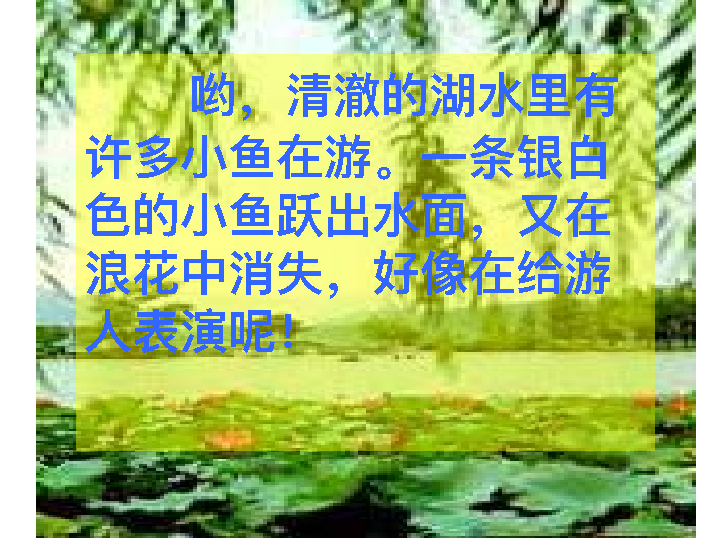 哟，清澈的湖水里有
许多小鱼在游。一条银白
色的小鱼跃出水面，又在
浪花中消失，好像在给游
人表演呢！